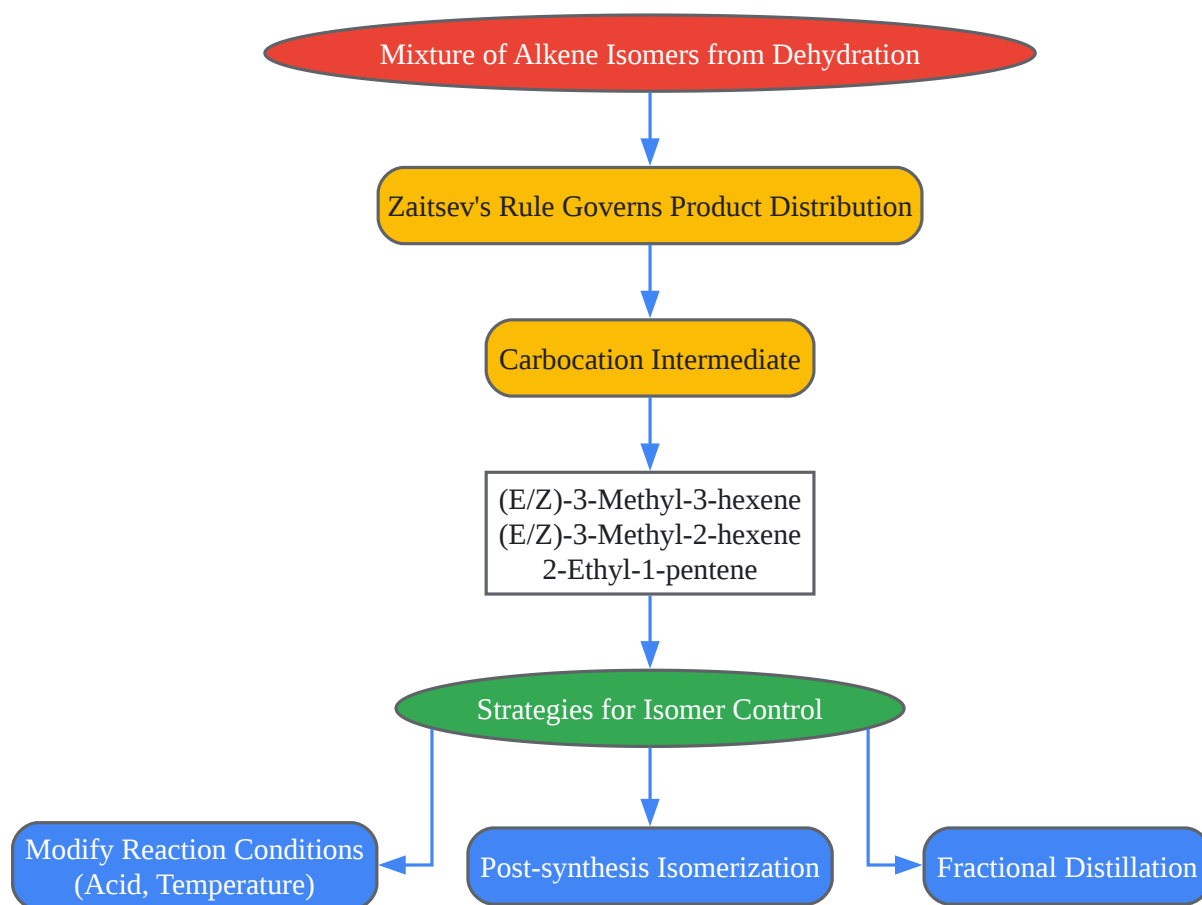 Mixture of Alkene Isomers from Dehydration
Zaitsev's Rule Governs Product Distribution
Carbocation Intermediate
(E/Z)-3-Methyl-3-hexene
(E/Z)-3-Methyl-2-hexene
2-Ethyl-1-pentene
Strategies for Isomer Control
Modify Reaction Conditions
(Acid, Temperature)
Post-synthesis Isomerization
Fractional Distillation